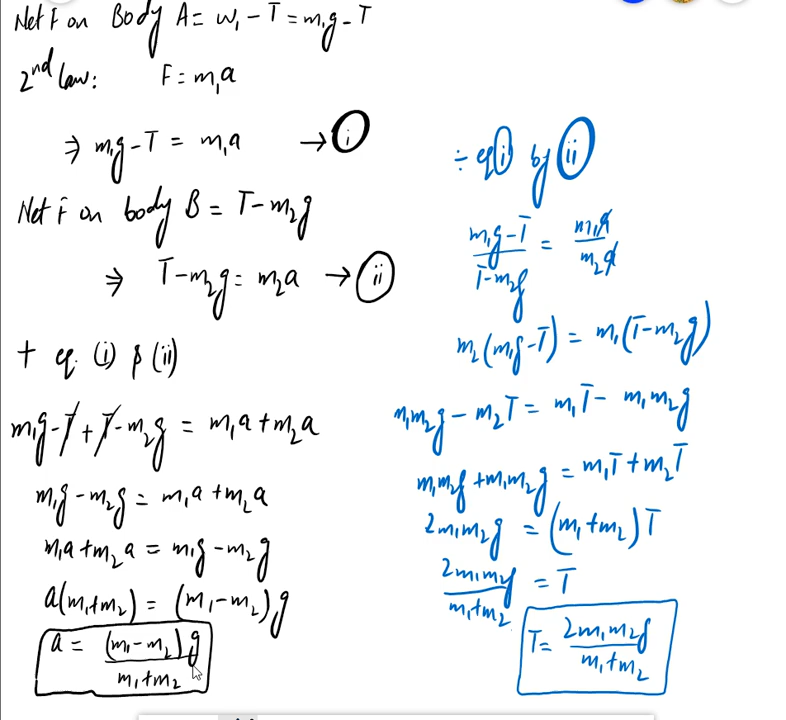 Net F on Body A = w₁ - T = m₁g - T
2nd Law: F = m₁a
⇒ m₁g - T = m₁a → (i)
Net F on body B = T - m₂g
⇒ T - m₂g = m₂a → (ii)
+ eq. (i) & (ii)
m₁g - T + T - m₂g = m₁a + m₂a
m₁g - m₂g = m₁a + m₂a
m₁a + m₂a = m₁g - m₂g
a(m₁ + m₂) = (m₁ - m₂)g
a = (m₁ - m₂)g / m₁ + m₂
÷ eq (i) by (ii)
m₁g - T / T - m₂g = m₁a / m₂a
m₂(m₁g - T) = m₁(T - m₂g)
m₁m₂g - m₂T = m₁T - m₁m₂g
m₁m₂g + m₁m₂g = m₁T + m₂T
2m₁m₂g = (m₁ + m₂)T
2m₁m₂g / m₁ + m₂ = T
T = 2m₁m₂g / m₁ + m₂